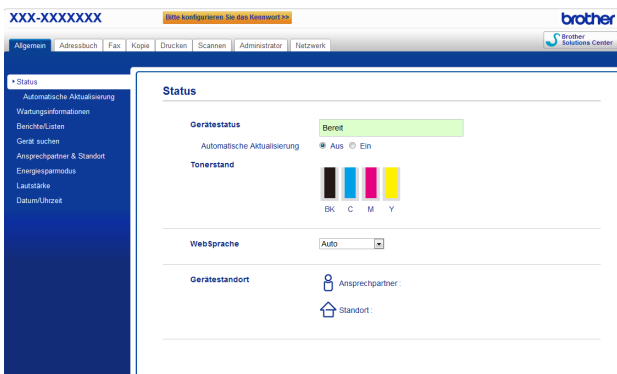 XXX-XXXXXXX
Bitte konfigurieren Sie das Kennwort >>
brother
Allgemein Adressbuch Fax Kopie Drucken Scannen Administrator Netzwerk
Brother
Solutions Center
Status
Automatische Aktualisierung
Wartungsinformationen
Berichte/Listen
Gerät suchen
Ansprechpartner & Standort
Energiesparmodus
Lautstärke
Datum/Uhrzeit
Status
Gerätestatus Bereit
Automatische Aktualisierung Aus Ein
Tonerstand
BK C M Y
WebSprache Auto
Gerätestandort Ansprechpartner :
Standort :